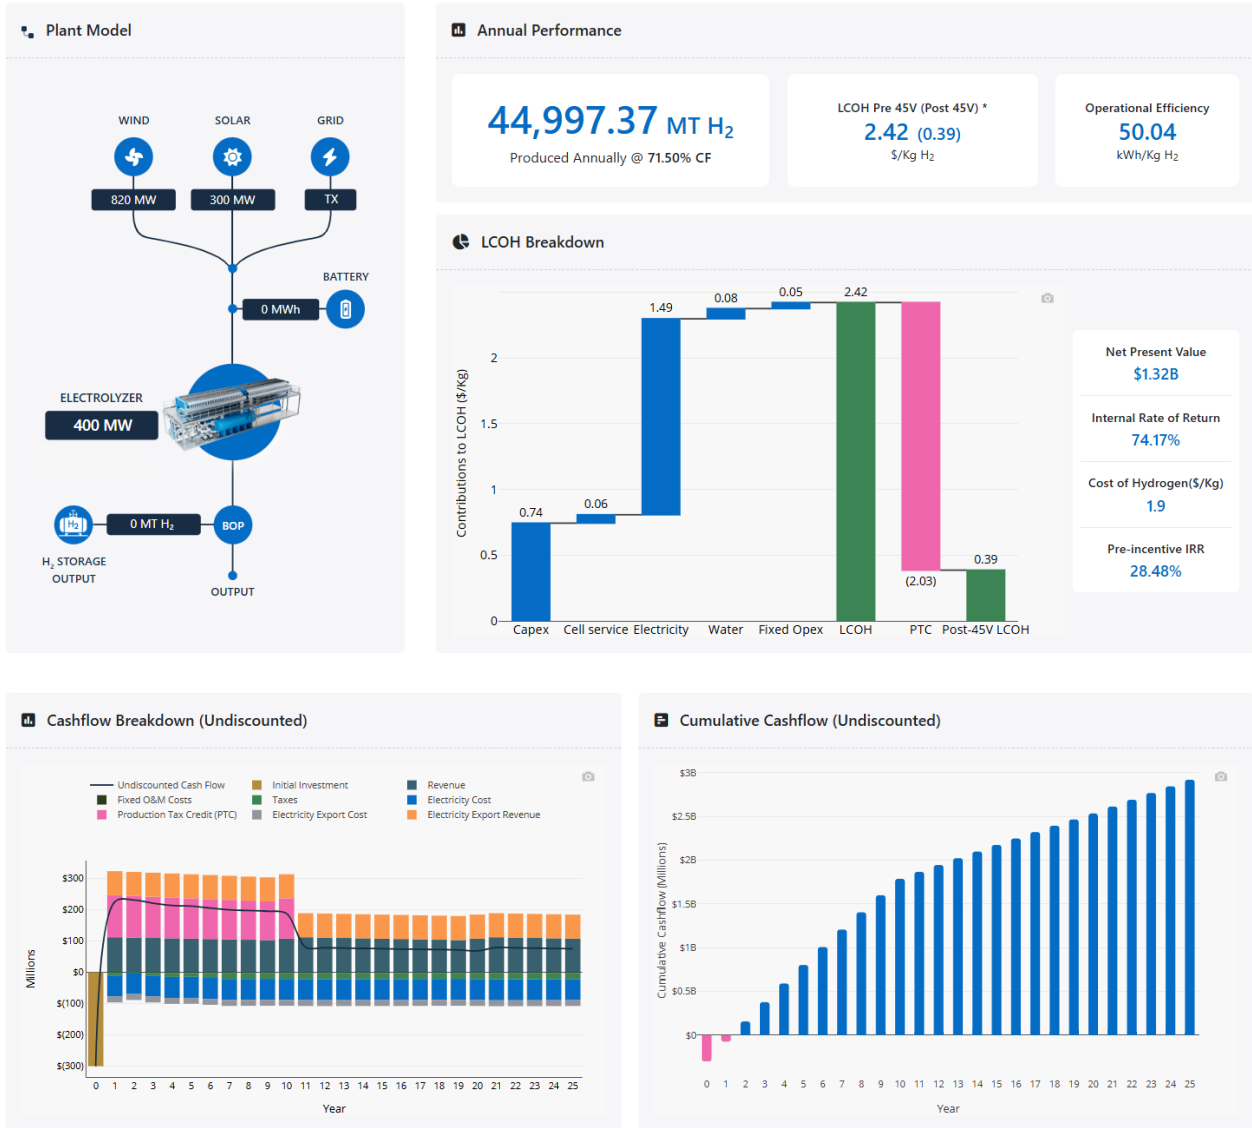 Plant Model
WIND
SOLAR
GRID
820 MW
300 MW
TX
BATTERY
0 MWh
ELECTROLYZER
400 MW
H₂
0 MT H₂
BOP
H₂ STORAGE
OUTPUT
OUTPUT
Annual Performance
44,997.37 MT H₂
Produced Annually @ 71.50% CF
LCOH Pre 45V (Post 45V) *
2.42 (0.39)
$/Kg H₂
Operational Efficiency
50.04
kWh/Kg H₂
LCOH Breakdown
Contributions to LCOH ($/Kg)
2
1.5
1
0.5
0
0.74
0.06
1.49
0.08
0.05
2.42
(2.03)
0.39
Capex Cell service Electricity Water Fixed Opex LCOH PTC Post-45V LCOH
Net Present Value
$1.32B
Internal Rate of Return
74.17%
Cost of Hydrogen($/Kg)
1.9
Pre-incentive IRR
28.48%
Cashflow Breakdown (Undiscounted)
Undiscounted Cash Flow Initial Investment Revenue
Fixed O&M Costs Taxes Electricity Cost
Production Tax Credit (PTC) Electricity Export Cost Electricity Export Revenue
Millions
$300
$200
$100
$0
$(100)
$(200)
$(300)
0 1 2 3 4 5 6 7 8 9 10 11 12 13 14 15 16 17 18 19 20 21 22 23 24 25
Year
Cumulative Cashflow (Undiscounted)
Cumulative Cashflow (Millions)
$3B
$2.5B
$2B
$1.5B
$1B
$0.5B
$0
0 1 2 3 4 5 6 7 8 9 10 11 12 13 14 15 16 17 18 19 20 21 22 23 24 25
Year